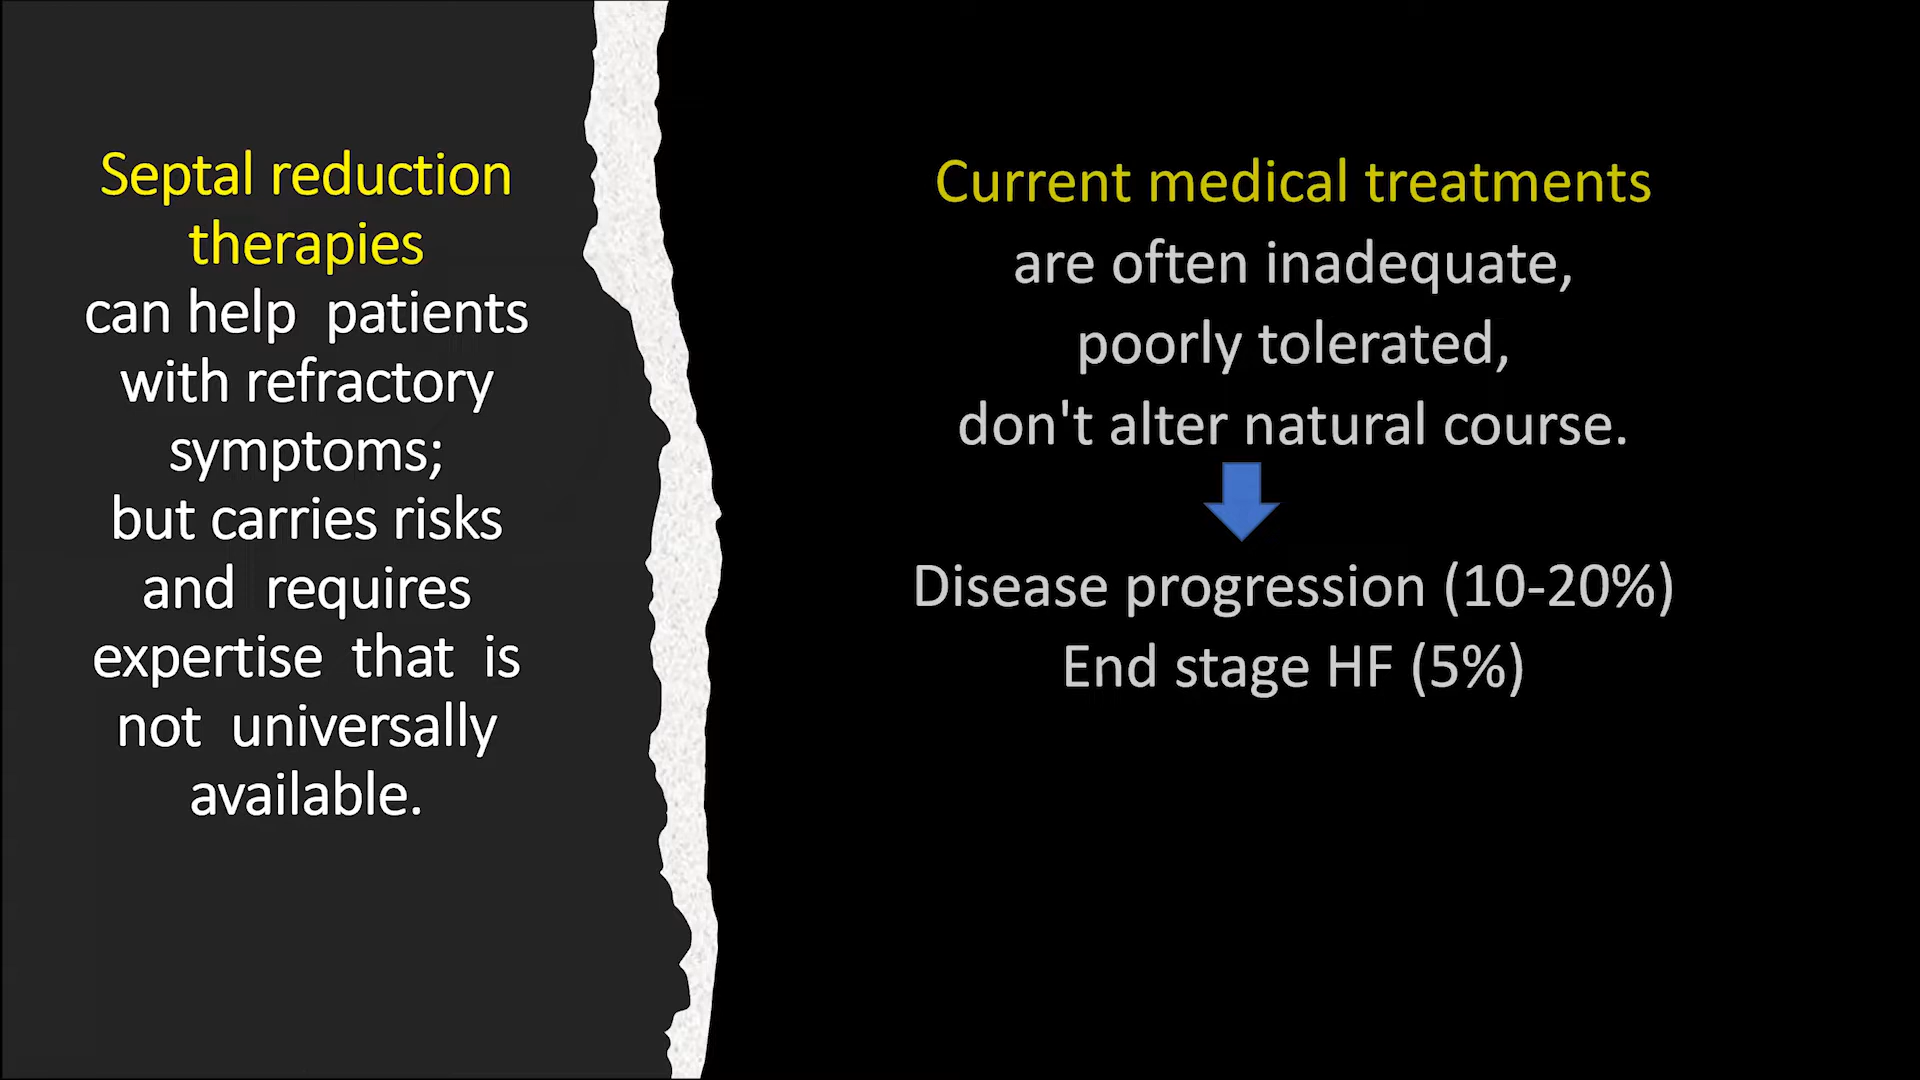 Septal reduction
therapies
can help patients
with refractory
symptoms;
but carries risks
and requires
expertise that is
not universally
available.
Current medical treatments
are often inadequate,
poorly tolerated,
don't alter natural course.
Disease progression (10-20%)
End stage HF (5%)